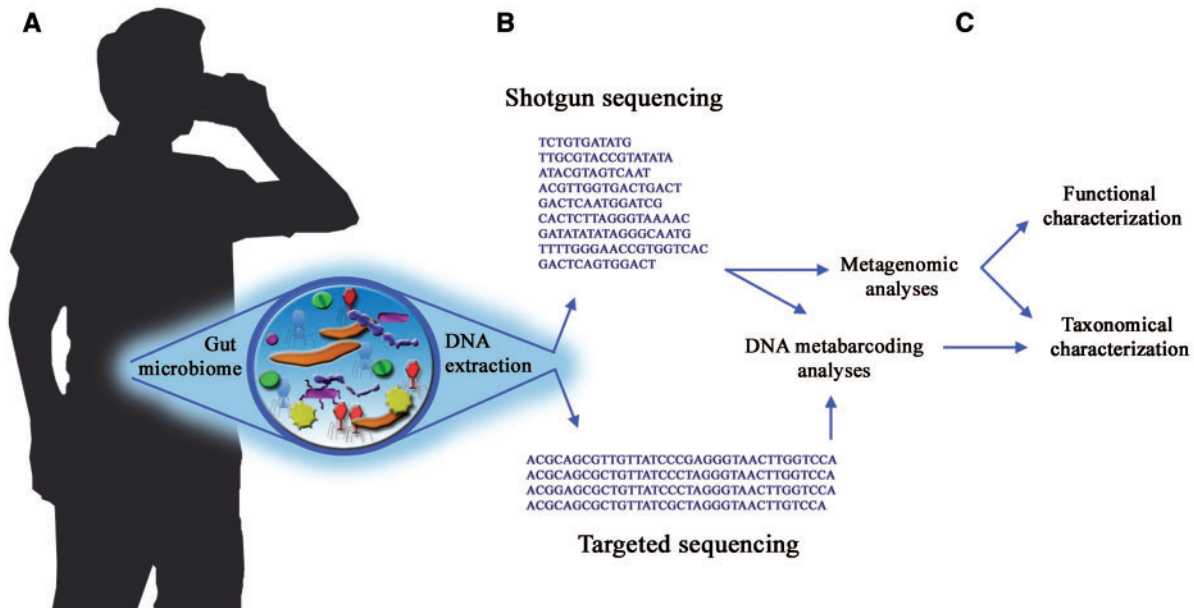 A
B
C
Shotgun sequencing
TCTGTGATATG
TTGCGTACCGTATATA
ATACGTAGTCAAT
ACGTTGGTGACTGACT
GACTCAATGGATCG
CACTCTTAGGGTAAAAC
GATATATATAGGGCAATG
TTTTGGGAACCGTGGTCAC
GACTCAGTGGACT
Functional
characterization
Metagenomic
analyses
Gut
microbiome
DNA
extraction
DNA metabarcoding
analyses
Taxonomical
characterization
ACGCAGCGTTGTTATCCCGAGGGTAACTTGGTCCA
ACGCAGCGCTGTTATCCCTAGGGTAACTTGGTCCA
ACGGAGCGCTGTTATCCCTAGGGTAACTTGGTCCA
ACGCAGCGCTGTTATCGCTAGGGTAACTTGTCCA
Targeted sequencing